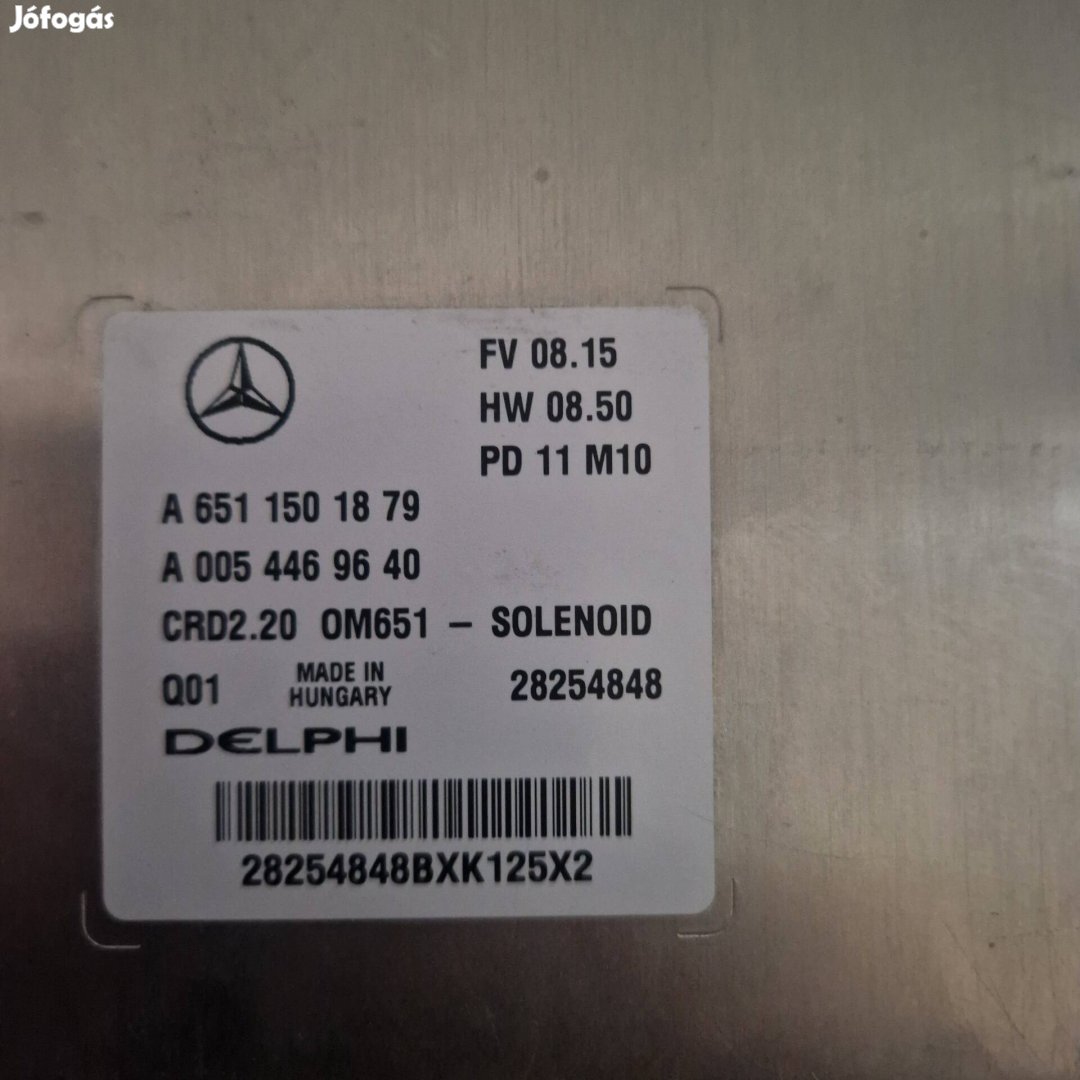 Jófogás
FV 08.15
HW 08.50
PD 11 M10
A 651 150 18 79
A 005 446 96 40
CRD2.20 OM651 – SOLENOID
Q01 MADE IN HUNGARY 28254848
DELPHI
28254848BXK125X2